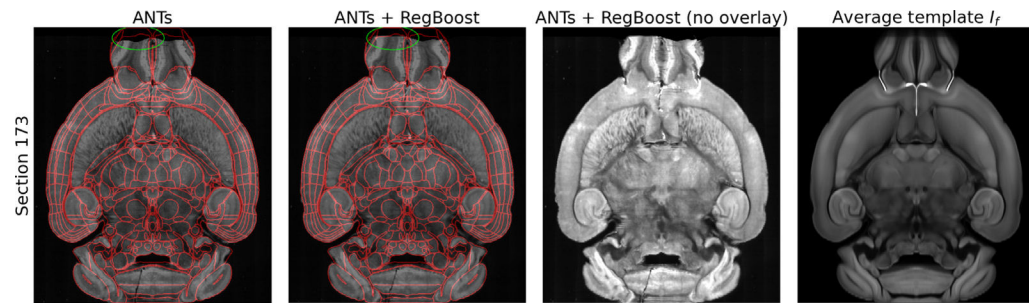 ANTs
ANTs + RegBoost
ANTs + RegBoost (no overlay)
Average template I_f
Section 173